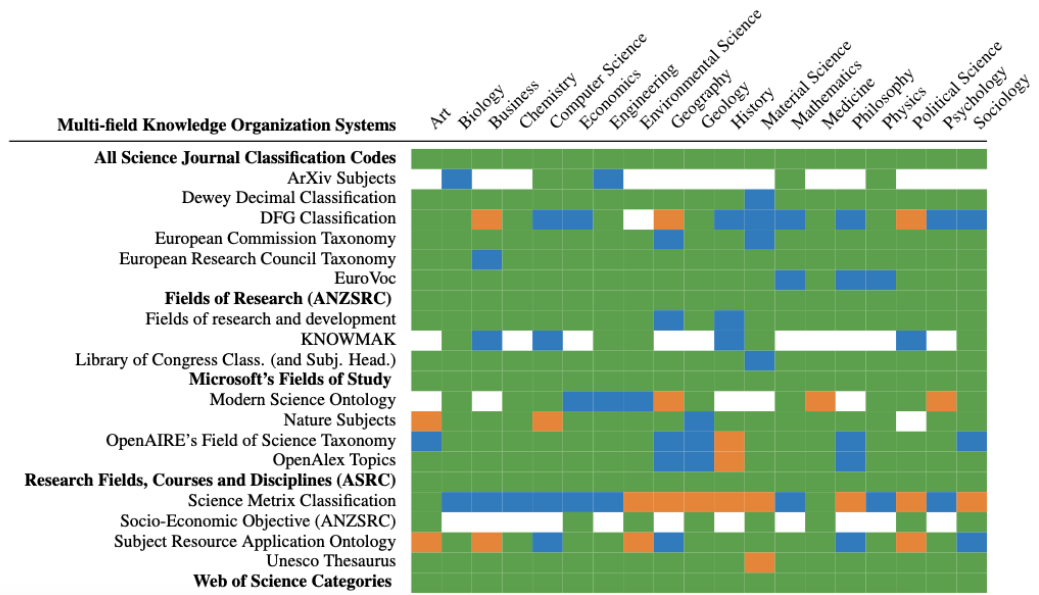 Art
Biology
Business
Chemistry
Computer Science
Economics
Engineering
Environmental Science
Geography
Geology
History
Material Science
Mathematics
Medicine
Philosophy
Physics
Political Science
Psychology
Sociology
Multi-field Knowledge Organization Systems
All Science Journal Classification Codes
ArXiv Subjects
Dewey Decimal Classification
DFG Classification
European Commission Taxonomy
European Research Council Taxonomy
EuroVoc
Fields of Research (ANZSRC)
Fields of research and development
KNOWMAK
Library of Congress Class. (and Subj. Head.)
Microsoft's Fields of Study
Modern Science Ontology
Nature Subjects
OpenAIRE's Field of Science Taxonomy
OpenAlex Topics
Research Fields, Courses and Disciplines (ASRC)
Science Metrix Classification
Socio-Economic Objective (ANZSRC)
Subject Resource Application Ontology
Unesco Thesaurus
Web of Science Categories